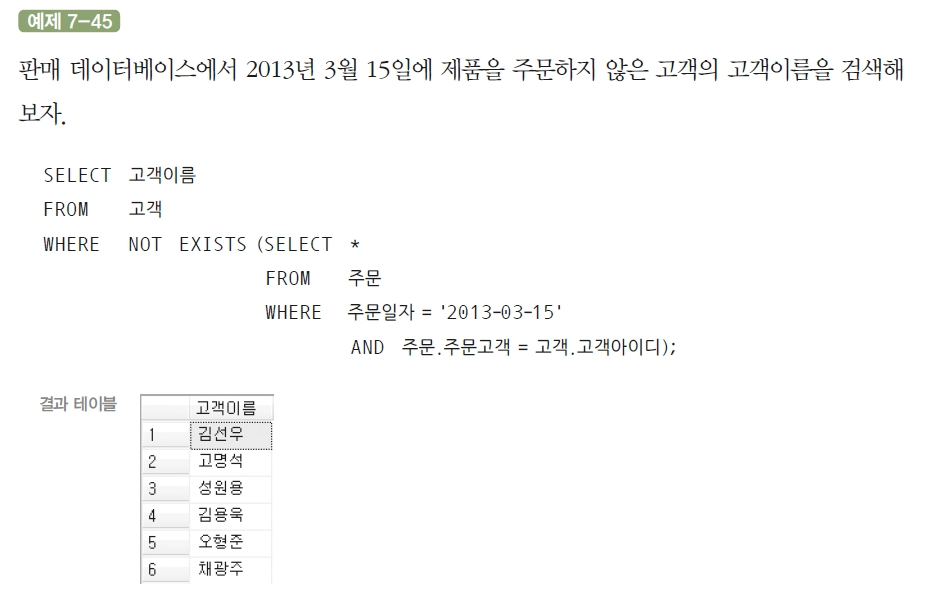 예제 7-45
판매 데이터베이스에서 2013년 3월 15일에 제품을 주문하지 않은 고객의 고객이름을 검색해
보자.
SELECT 고객이름
FROM 고객
WHERE NOT EXISTS (SELECT *
FROM 주문
WHERE 주문일자 = '2013-03-15'
AND 주문.주문고객 = 고객.고객아이디);
결과 테이블
고객이름
1 김선우
2 고명석
3 성원용
4 김용욱
5 오형준
6 채광주